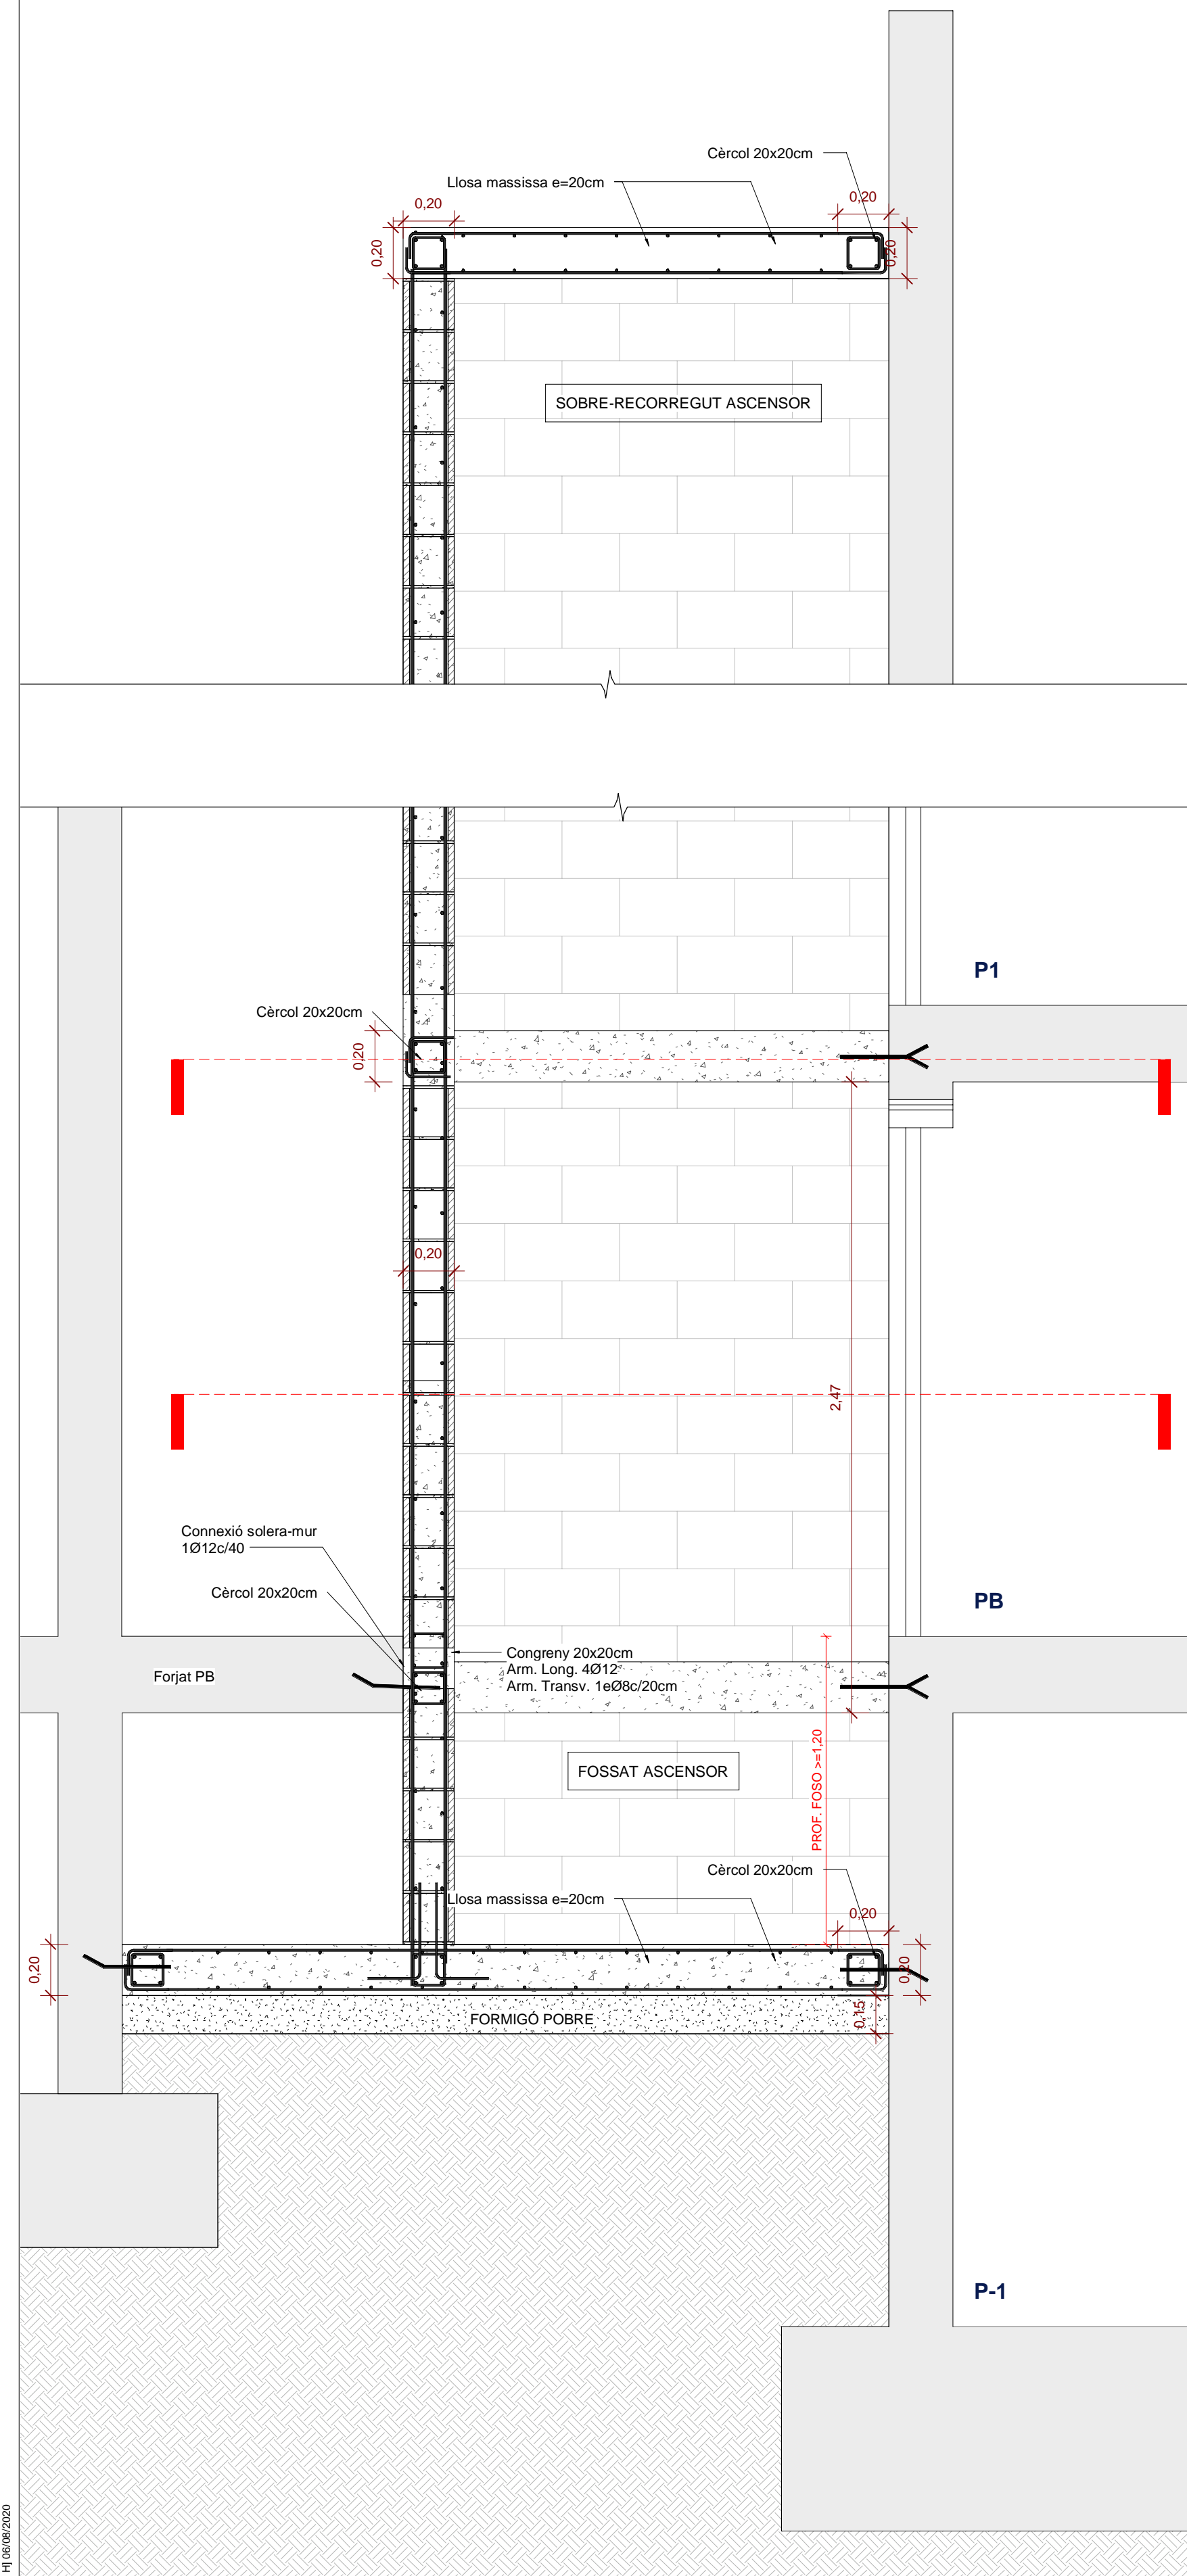 Cèrcol 20x20cm
Llosa massissa e=20cm
0,20
0,20
0,20
0,20
SOBRE-RECORREGUT ASCENSOR
P1
Cèrcol 20x20cm
0,20
0,20
2,47
Connexió solera-mur
1Ø12c/40
Cèrcol 20x20cm
PB
Forjat PB
Congreny 20x20cm
Arm. Long. 4Ø12
Arm. Transv. 1eØ8c/20cm
PROF. FOSO >=1,20
FOSSAT ASCENSOR
Cèrcol 20x20cm
Llosa massissa e=20cm
0,20
0,20
0,20
0,15
FORMIGÓ POBRE
P-1
H] 06/08/2020